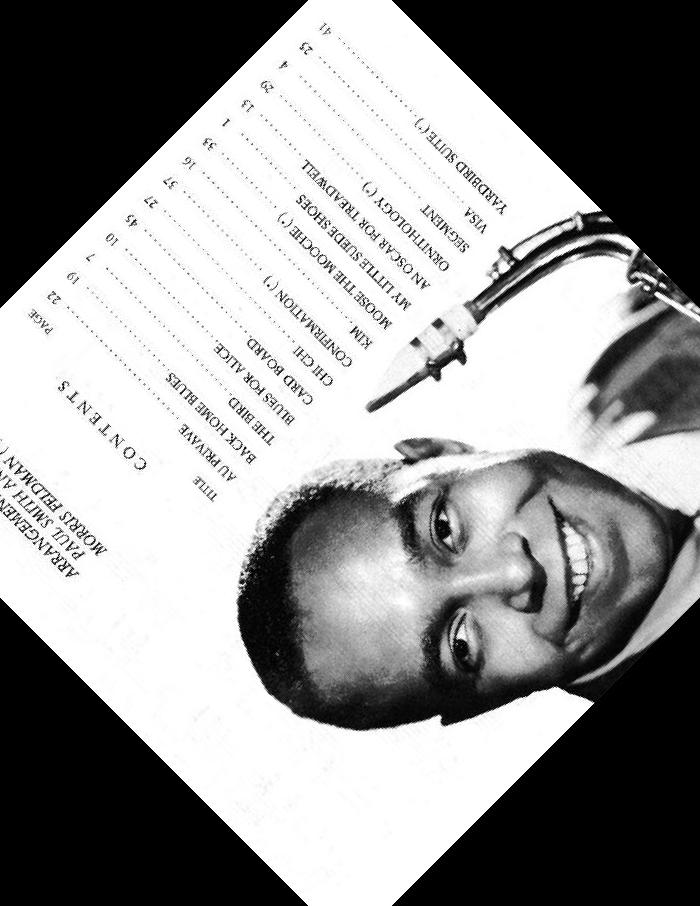 PAUL SMITH
MORRIS FELDMAN
CONTENTS
TITLE PAGE
AU PRIVAVE 22
BACK HOME BLUES 19
THE BIRD 7
BLUES FOR ALICE 10
CARD BOARD 45
CHI CHI 27
CONFIRMATION (*) 37
KIM 16
MOOSE THE MOOCHE (*) 33
MY LITTLE SUEDE SHOES 1
AN OSCAR FOR TREADWELL 13
ORNITHOLOGY (*) 29
SEGMENT 4
VISA 25
YARDBIRD SUITE (*) 41